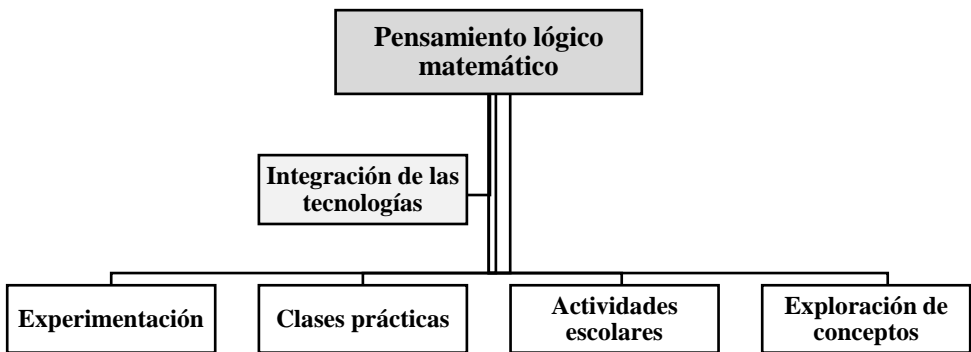 Pensamiento lógico
matemático
Integración de las
tecnologías
Experimentación
Clases prácticas
Actividades
escolares
Exploración de
conceptos